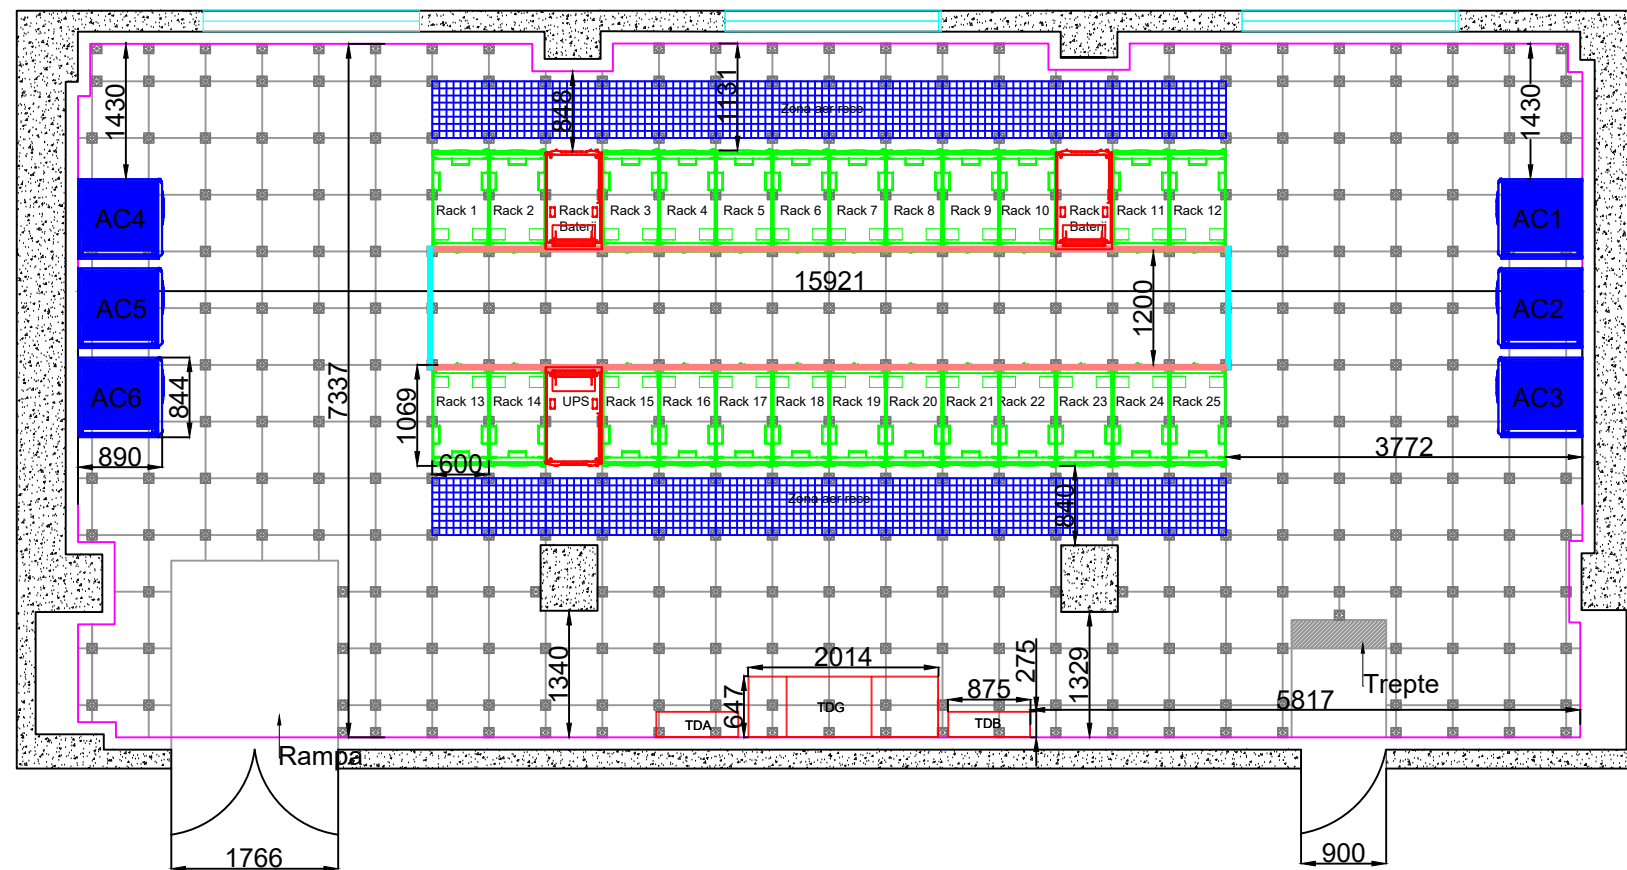 1430
848
1131
Zona aer rece
1430
AC4
Rack 1
Rack 2
Rack
Baterii
Rack 3
Rack 4
Rack 5
Rack 6
Rack 7
Rack 8
Rack 9
Rack 10
Rack
Baterii
Rack 11
Rack 12
AC1
15921
1200
AC5
AC2
7337
AC6
844
1069
Rack 13
Rack 14
UPS
Rack 15
Rack 16
Rack 17
Rack 18
Rack 19
Rack 20
Rack 21
Rack 22
Rack 23
Rack 24
Rack 25
AC3
890
600
3772
Zona aer rece
840
1340
2014
647
TDA
TDG
875
TDB
275
1329
Trepte
5817
Rampa
1766
900